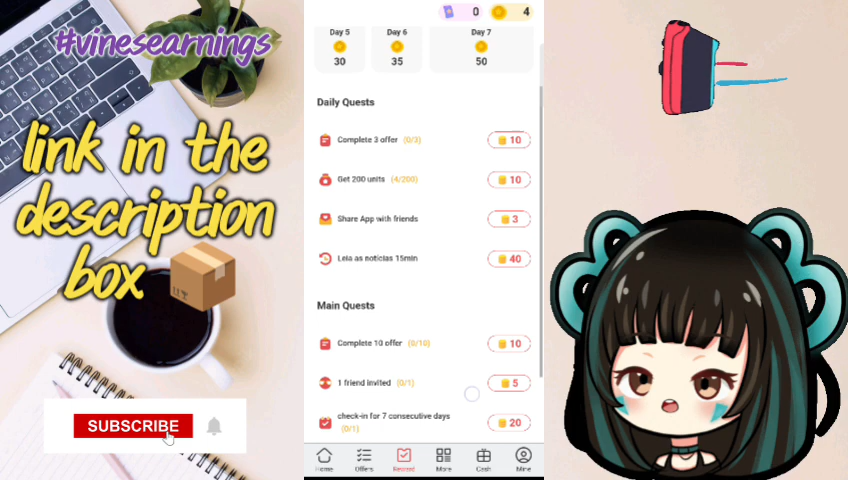 #vinesearnings
link in the
description
box
SUBSCRIBE
0
4
Day 5
30
Day 6
35
Day 7
50
Daily Quests
Complete 3 offer (0/3)
10
Get 200 units (4/200)
10
Share App with friends
3
Leia as notícias 15min
40
Main Quests
Complete 10 offer (0/10)
10
1 friend invited (0/1)
5
check-in for 7 consecutive days
(0/1)
20
Home
Offers
Reward
More
Cash
Mine